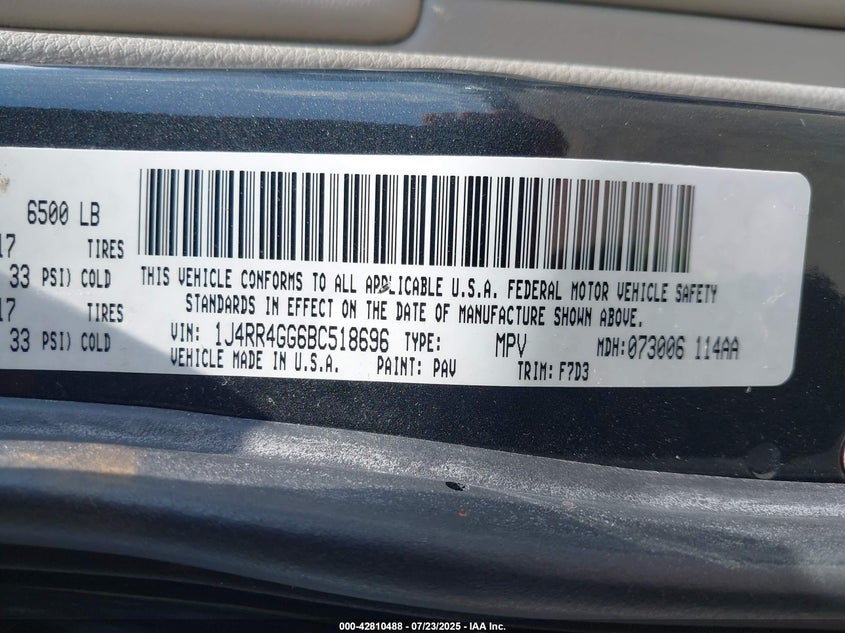 6500 LB
17 TIRES
33 PSI) COLD
17 TIRES
33 PSI) COLD
THIS VEHICLE CONFORMS TO ALL APPLICABLE U.S.A. FEDERAL MOTOR VEHICLE SAFETY
STANDARDS IN EFFECT ON THE DATE OF MANUFACTURE SHOWN ABOVE.
VIN: 1J4RR4GG6BC518696 TYPE: MPV MDH:073006 114AA
VEHICLE MADE IN U.S.A. PAINT: PAV TRIM: F7D3
000-42810488 - 07/23/2025 - IAA Inc.